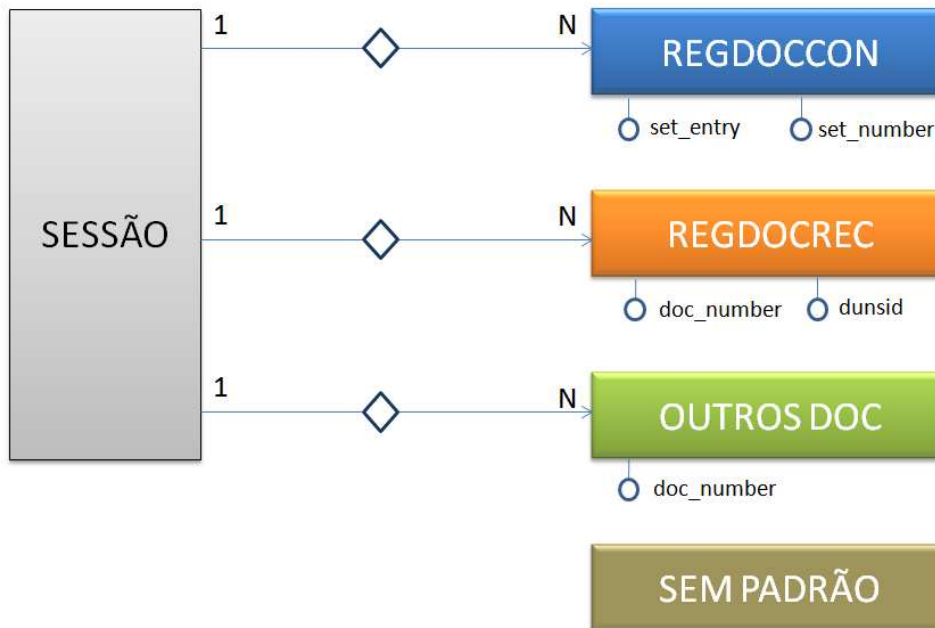 1
N
REGDOCCON
set_entry
set_number
SESSÃO
1
N
REGDOCREC
doc_number
dunsid
1
N
OUTROS DOC
doc_number
SEM PADRÃO